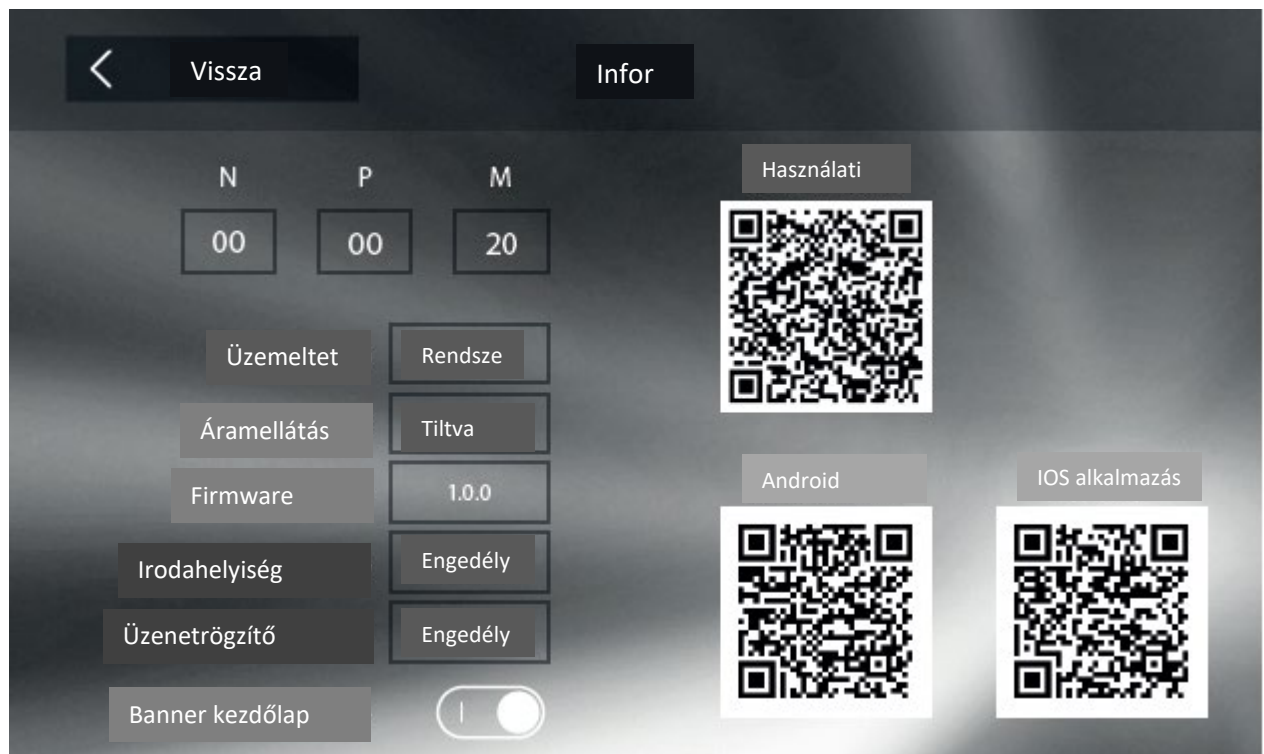 Vissza
Infor
N P M
00 00 20
Üzemeltet Rendsze
Áramellátás Tiltva
Firmware 1.0.0
Irodahelyiség Engedély
Üzenetrögzítő Engedély
Banner kezdőlap
Használati
Android
IOS alkalmazás